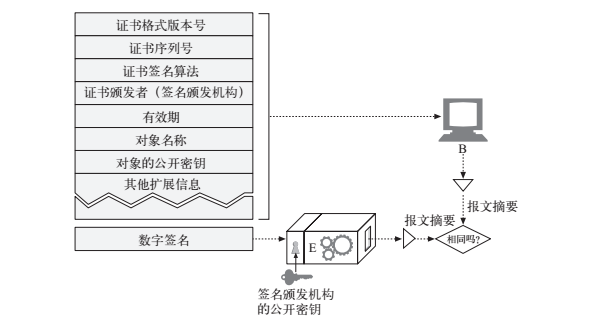 证书格式版本号
证书序列号
证书签名算法
证书颁发者（签名颁发机构）
有效期
对象名称
对象的公开密钥
其他扩展信息
数字签名
B
报文摘要
报文摘要
E
相同吗?
签名颁发机构
的公开密钥